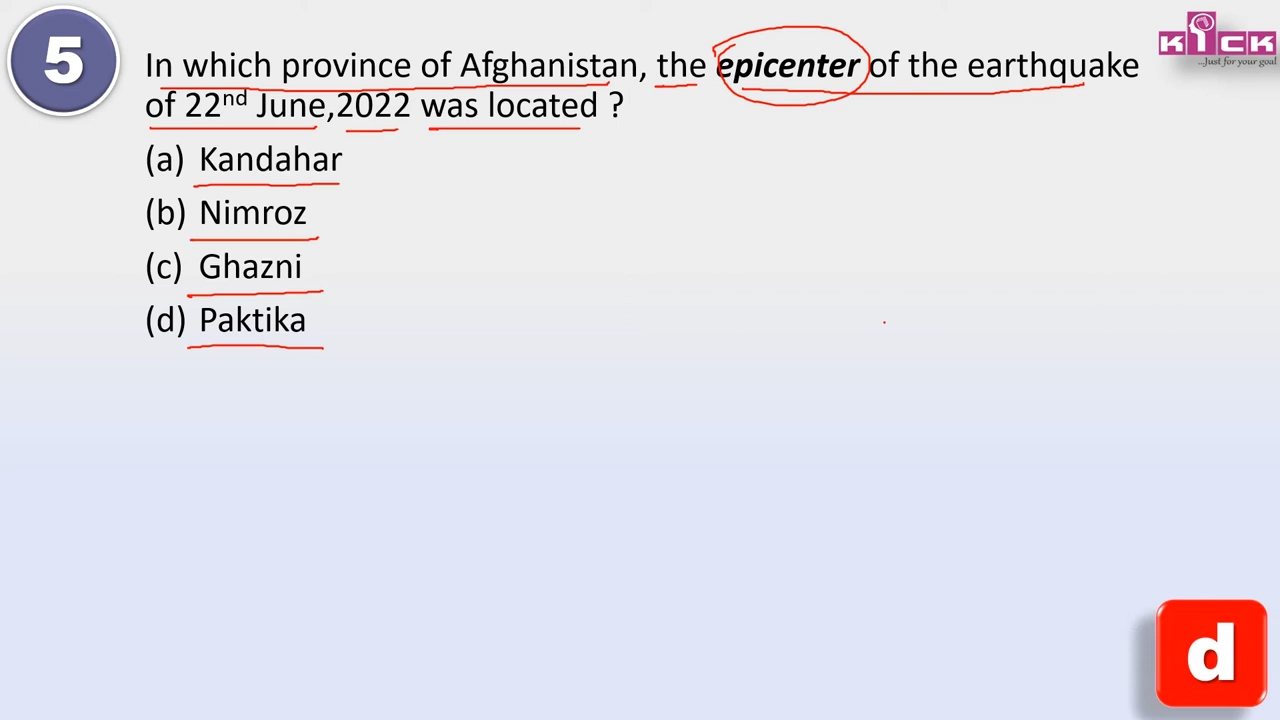 5
KICK
...Just for your goal
In which province of Afghanistan, the epicenter of the earthquake
of 22nd June,2022 was located ?
(a) Kandahar
(b) Nimroz
(c) Ghazni
(d) Paktika
d